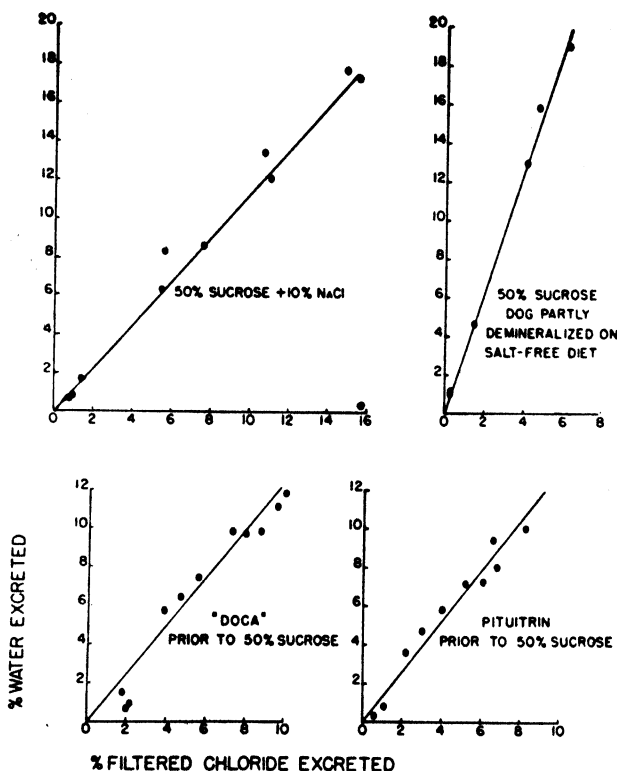 20
18
16
14
12
10
8
6
4
2
0 2 4 6 8 10 12 14 16
50% SUCROSE +10% NACl
20
18
16
14
12
10
8
6
4
2
0 2 4 6 8
50% SUCROSE
DOG PARTLY
DEMINERALIZED ON
SALT-FREE DIET
12
10
8
6
4
2
0 2 4 6 8 10
"DOCA"
PRIOR TO 50% SUCROSE
12
10
8
6
4
2
0 2 4 6 8 10
PITUITRIN
PRIOR TO 50% SUCROSE
% WATER EXCRETED
% FILTERED CHLORIDE EXCRETED